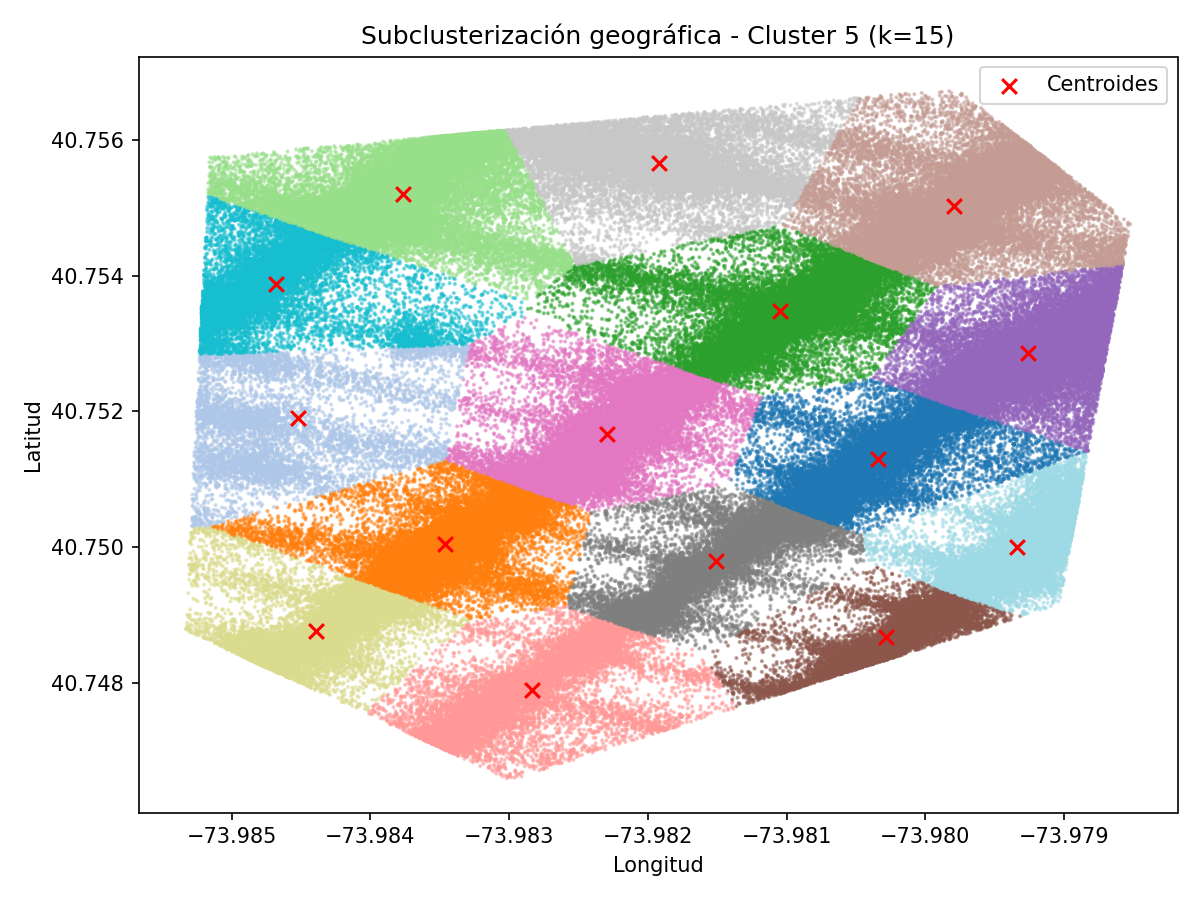 Subclusterización geográfica - Cluster 5 (k=15)
Centroides
40.756
40.754
40.752
40.750
40.748
Latitud
−73.985 −73.984 −73.983 −73.982 −73.981 −73.980 −73.979
Longitud